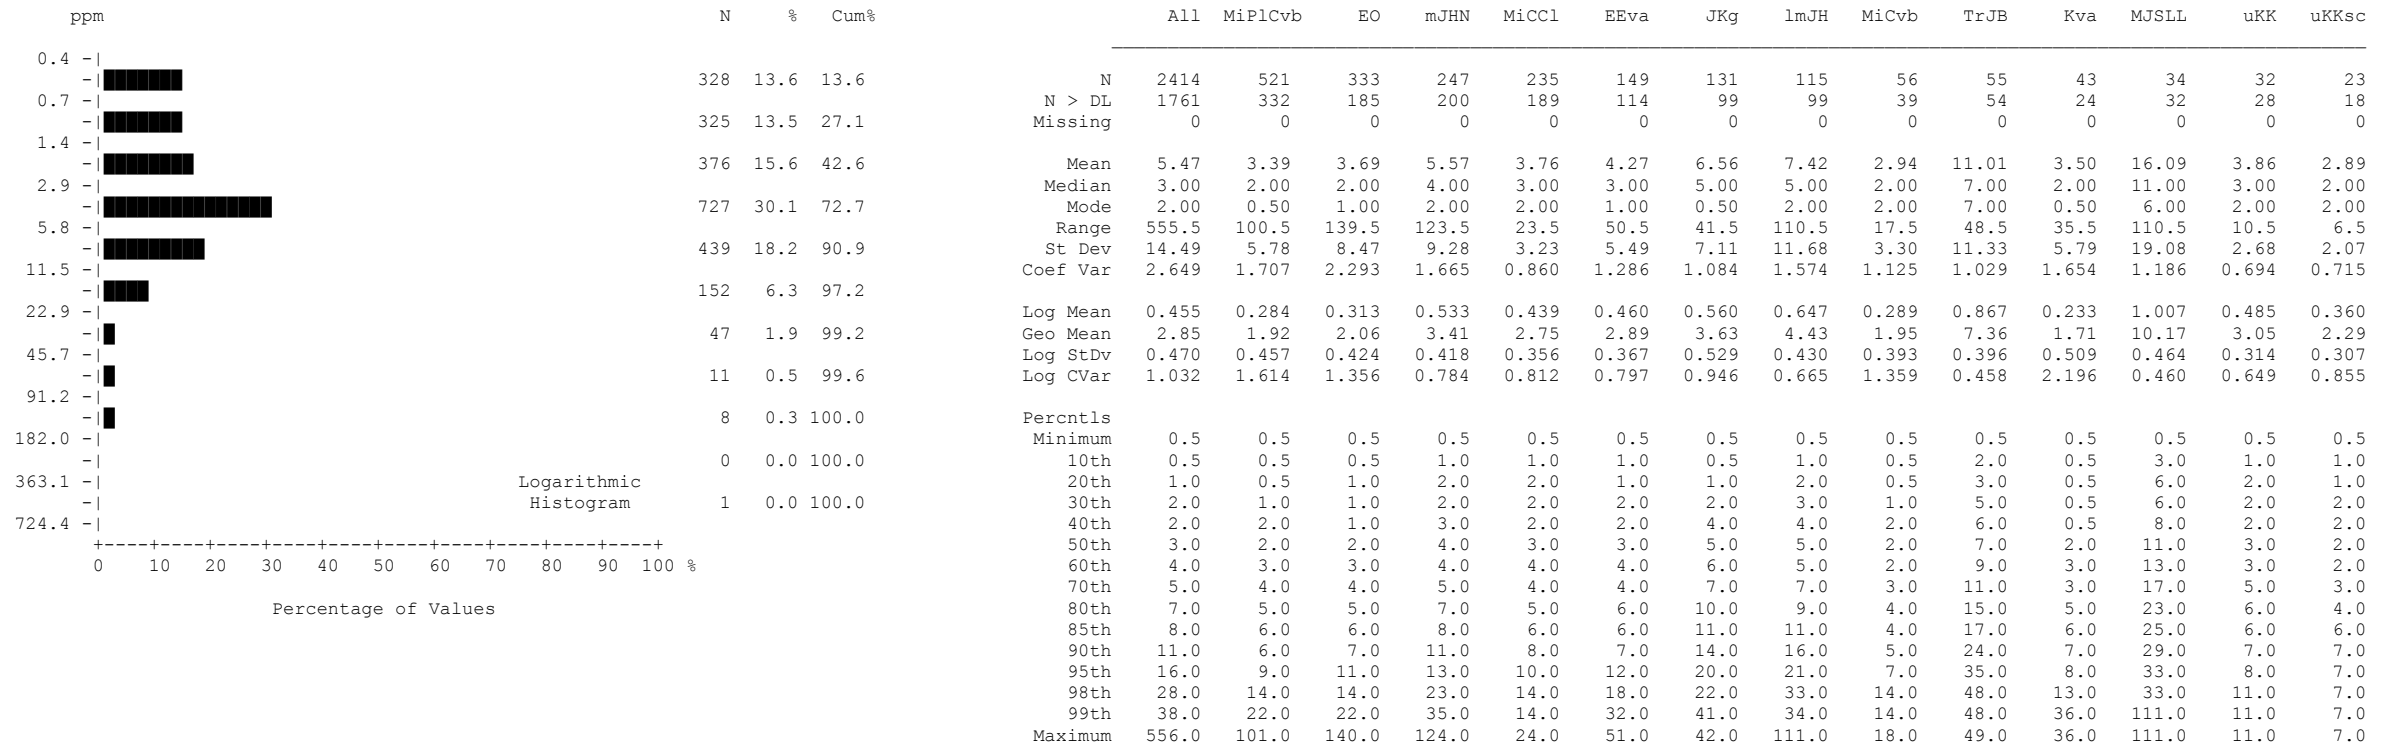 ppm N % Cum% All MiPlCvb EO mJHN MiCCl EEva JKg lmJH MiCvb TrJB Kva MJSLL uKK uKKsc
0.4 -|
-| 328 13.6 13.6 N 2414 521 333 247 235 149 131 115 56 55 43 34 32 23
0.7 -| N > DL 1761 332 185 200 189 114 99 99 39 54 24 32 28 18
-| 325 13.5 27.1 Missing 0 0 0 0 0 0 0 0 0 0 0 0 0 0
1.4 -|
-| 376 15.6 42.6 Mean 5.47 3.39 3.69 5.57 3.76 4.27 6.56 7.42 2.94 11.01 3.50 16.09 3.86 2.89
2.9 -| Median 3.00 2.00 2.00 4.00 3.00 3.00 5.00 5.00 2.00 7.00 2.00 11.00 3.00 2.00
-| 727 30.1 72.7 Mode 2.00 0.50 1.00 2.00 2.00 1.00 0.50 2.00 2.00 7.00 0.50 6.00 2.00 2.00
5.8 -| Range 555.5 100.5 139.5 123.5 23.5 50.5 41.5 110.5 17.5 48.5 35.5 110.5 10.5 6.5
-| 439 18.2 90.9 St Dev 14.49 5.78 8.47 9.28 3.23 5.49 7.11 11.68 3.30 11.33 5.79 19.08 2.68 2.07
11.5 -| Coef Var 2.649 1.707 2.293 1.665 0.860 1.286 1.084 1.574 1.125 1.029 1.654 1.186 0.694 0.715
-| 152 6.3 97.2
22.9 -| Log Mean 0.455 0.284 0.313 0.533 0.439 0.460 0.560 0.647 0.289 0.867 0.233 1.007 0.485 0.360
-| 47 1.9 99.2 Geo Mean 2.85 1.92 2.06 3.41 2.75 2.89 3.63 4.43 1.95 7.36 1.71 10.17 3.05 2.29
45.7 -| Log StDv 0.470 0.457 0.424 0.418 0.356 0.367 0.529 0.430 0.393 0.396 0.509 0.464 0.314 0.307
-| 11 0.5 99.6 Log CVar 1.032 1.614 1.356 0.784 0.812 0.797 0.946 0.665 1.359 0.458 2.196 0.460 0.649 0.855
91.2 -|
-| 8 0.3 100.0 Percntls
182.0 -| Minimum 0.5 0.5 0.5 0.5 0.5 0.5 0.5 0.5 0.5 0.5 0.5 0.5 0.5 0.5
-| 0 0.0 100.0 10th 0.5 0.5 0.5 1.0 1.0 1.0 0.5 1.0 0.5 2.0 0.5 3.0 1.0 1.0
363.1 -| Logarithmic 20th 1.0 0.5 1.0 2.0 2.0 1.0 1.0 2.0 0.5 3.0 0.5 6.0 2.0 1.0
-| Histogram 1 0.0 100.0 30th 2.0 1.0 1.0 2.0 2.0 2.0 2.0 3.0 1.0 5.0 0.5 6.0 2.0 2.0
724.4 -| 40th 2.0 2.0 1.0 3.0 2.0 2.0 4.0 4.0 2.0 6.0 0.5 8.0 2.0 2.0
+----+----+----+----+----+----+----+----+----+----+ 50th 3.0 2.0 2.0 4.0 3.0 3.0 5.0 5.0 2.0 7.0 2.0 11.0 3.0 2.0
0 10 20 30 40 50 60 70 80 90 100 % 60th 4.0 3.0 3.0 4.0 4.0 4.0 6.0 5.0 2.0 9.0 3.0 13.0 3.0 2.0
70th 5.0 4.0 4.0 5.0 4.0 4.0 7.0 7.0 3.0 11.0 3.0 17.0 5.0 3.0
Percentage of Values 80th 7.0 5.0 5.0 7.0 5.0 6.0 10.0 9.0 4.0 15.0 5.0 23.0 6.0 4.0
85th 8.0 6.0 6.0 8.0 6.0 6.0 11.0 11.0 4.0 17.0 6.0 25.0 6.0 6.0
90th 11.0 6.0 7.0 11.0 8.0 7.0 14.0 16.0 5.0 24.0 7.0 29.0 7.0 7.0
95th 16.0 9.0 11.0 13.0 10.0 12.0 20.0 21.0 7.0 35.0 8.0 33.0 8.0 7.0
98th 28.0 14.0 14.0 23.0 14.0 18.0 22.0 33.0 14.0 48.0 13.0 33.0 11.0 7.0
99th 38.0 22.0 22.0 35.0 14.0 32.0 41.0 34.0 14.0 48.0 36.0 111.0 11.0 7.0
Maximum 556.0 101.0 140.0 124.0 24.0 51.0 42.0 111.0 18.0 49.0 36.0 111.0 11.0 7.0